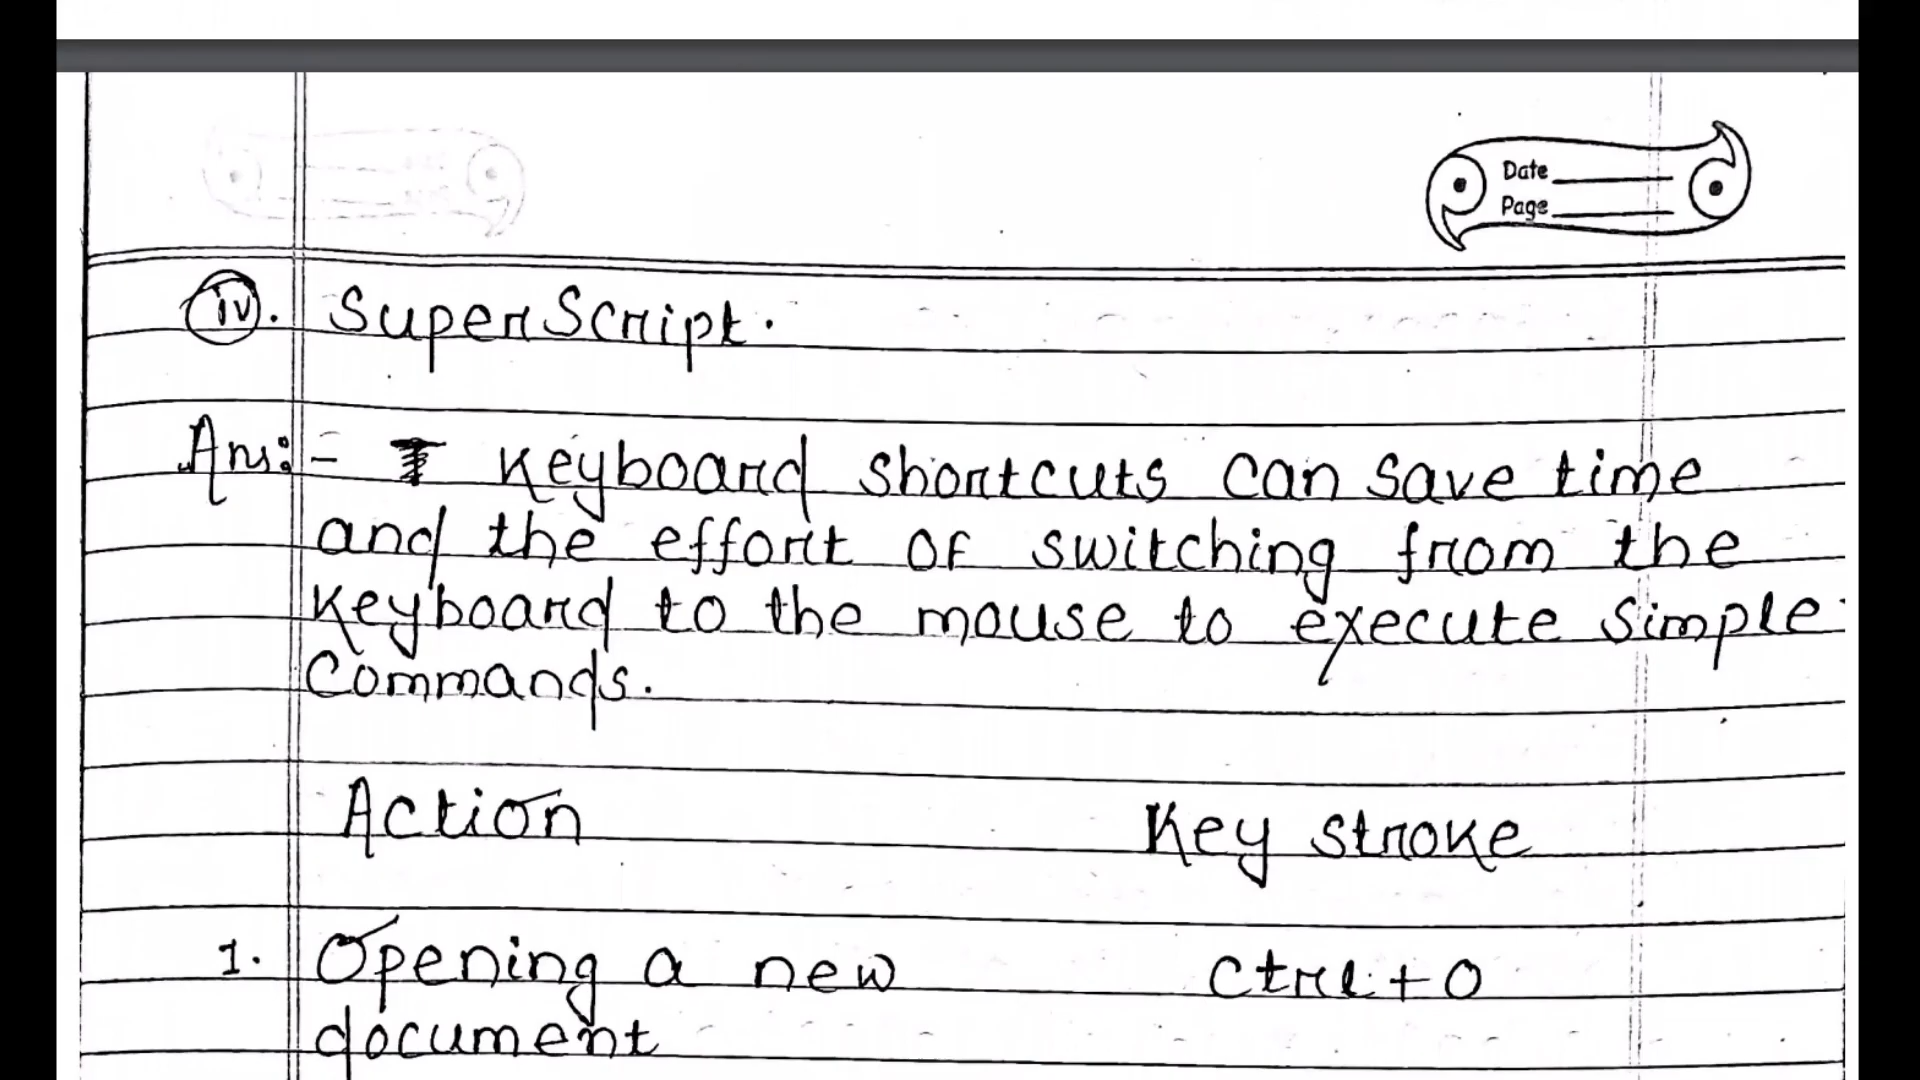 Date
Page
iv. SuperScript.
Ans:- Keyboard shortcuts can save time
and the effort of switching from the
keyboard to the mouse to execute simple
Commands.
Action Key stroke
1. Opening a new Ctrl + O
document